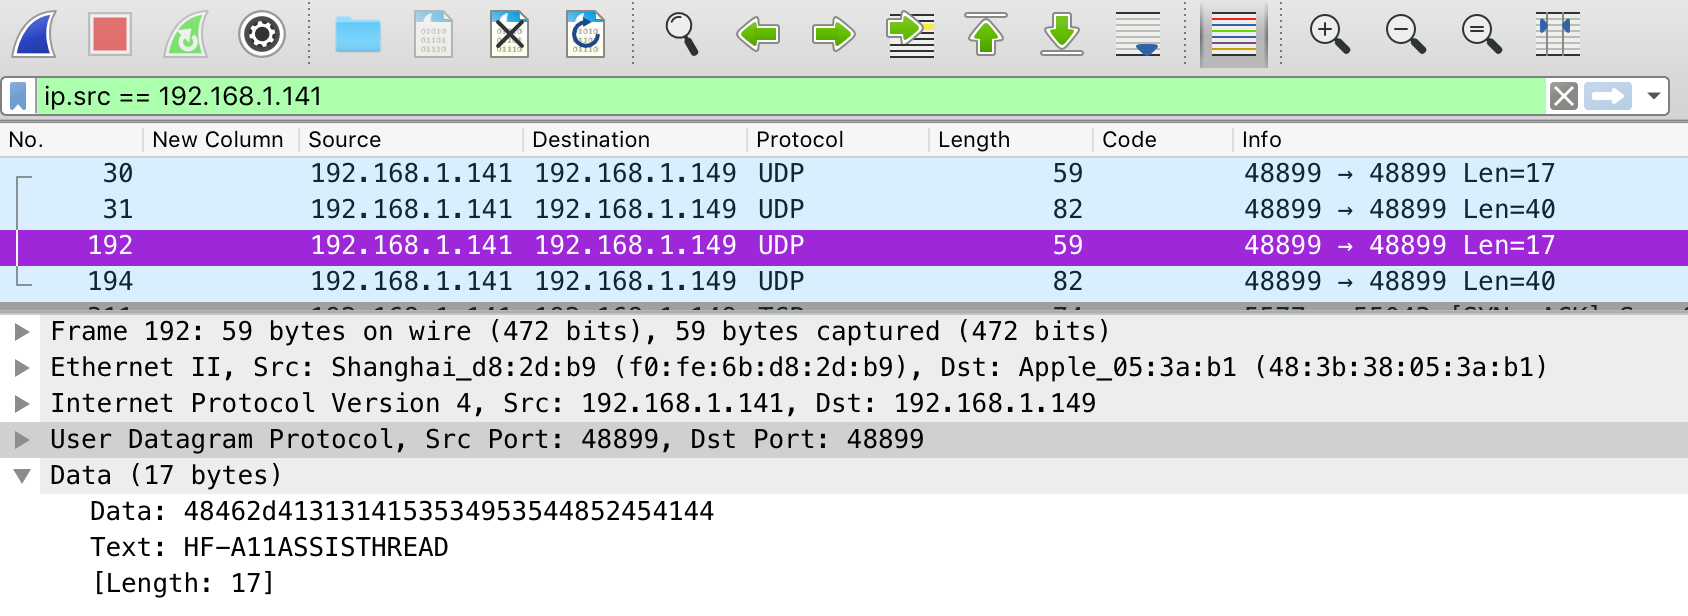 ip.src == 192.168.1.141
No. New Column Source Destination Protocol Length Code Info
30 192.168.1.141 192.168.1.149 UDP 59 48899 → 48899 Len=17
31 192.168.1.141 192.168.1.149 UDP 82 48899 → 48899 Len=40
192 192.168.1.141 192.168.1.149 UDP 59 48899 → 48899 Len=17
194 192.168.1.141 192.168.1.149 UDP 82 48899 → 48899 Len=40
Frame 192: 59 bytes on wire (472 bits), 59 bytes captured (472 bits)
Ethernet II, Src: Shanghai_d8:2d:b9 (f0:fe:6b:d8:2d:b9), Dst: Apple_05:3a:b1 (48:3b:38:05:3a:b1)
Internet Protocol Version 4, Src: 192.168.1.141, Dst: 192.168.1.149
User Datagram Protocol, Src Port: 48899, Dst Port: 48899
Data (17 bytes)
Data: 48462d4131314153534953544852454144
Text: HF-A11ASSISTHREAD
[Length: 17]